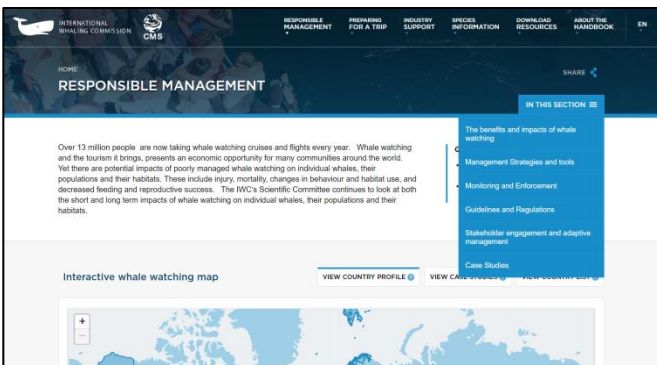 INTERNATIONAL
WHALING COMMISSION
CMS
RESPONSIBLE
MANAGEMENT
PREPARING
FOR A TRIP
INDUSTRY
SUPPORT
SPECIES
INFORMATION
DOWNLOAD
RESOURCES
ABOUT THE
HANDBOOK
EN
HOME
RESPONSIBLE MANAGEMENT
SHARE
IN THIS SECTION
The benefits and impacts of whale
watching
Management Strategies and tools
Monitoring and Enforcement
Guidelines and Regulations
Stakeholder engagement and adaptive
management
Case Studies
Over 13 million people are now taking whale watching cruises and flights every year. Whale watching
and the tourism it brings, presents an economic opportunity for many communities around the world.
Yet there are potential impacts of poorly managed whale watching on individual whales, their
populations and their habitats. These include injury, mortality, changes in behaviour and habitat use, and
decreased feeding and reproductive success. The IWC's Scientific Committee continues to look at both
the short and long term impacts of whale watching on individual whales, their populations and their
habitats.
Interactive whale watching map
VIEW COUNTRY PROFILE
VIEW CASE STUDIES
VIEW COUNTRY LIST
+
-